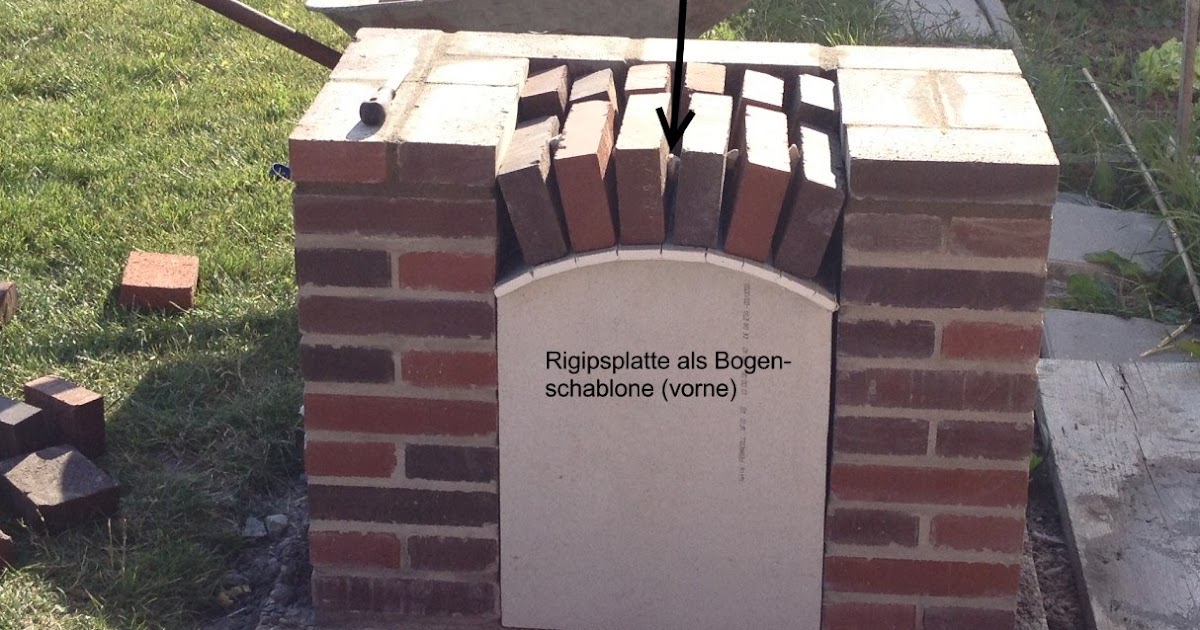 Rigipsplatte als Bogen-
schablone (vorne)